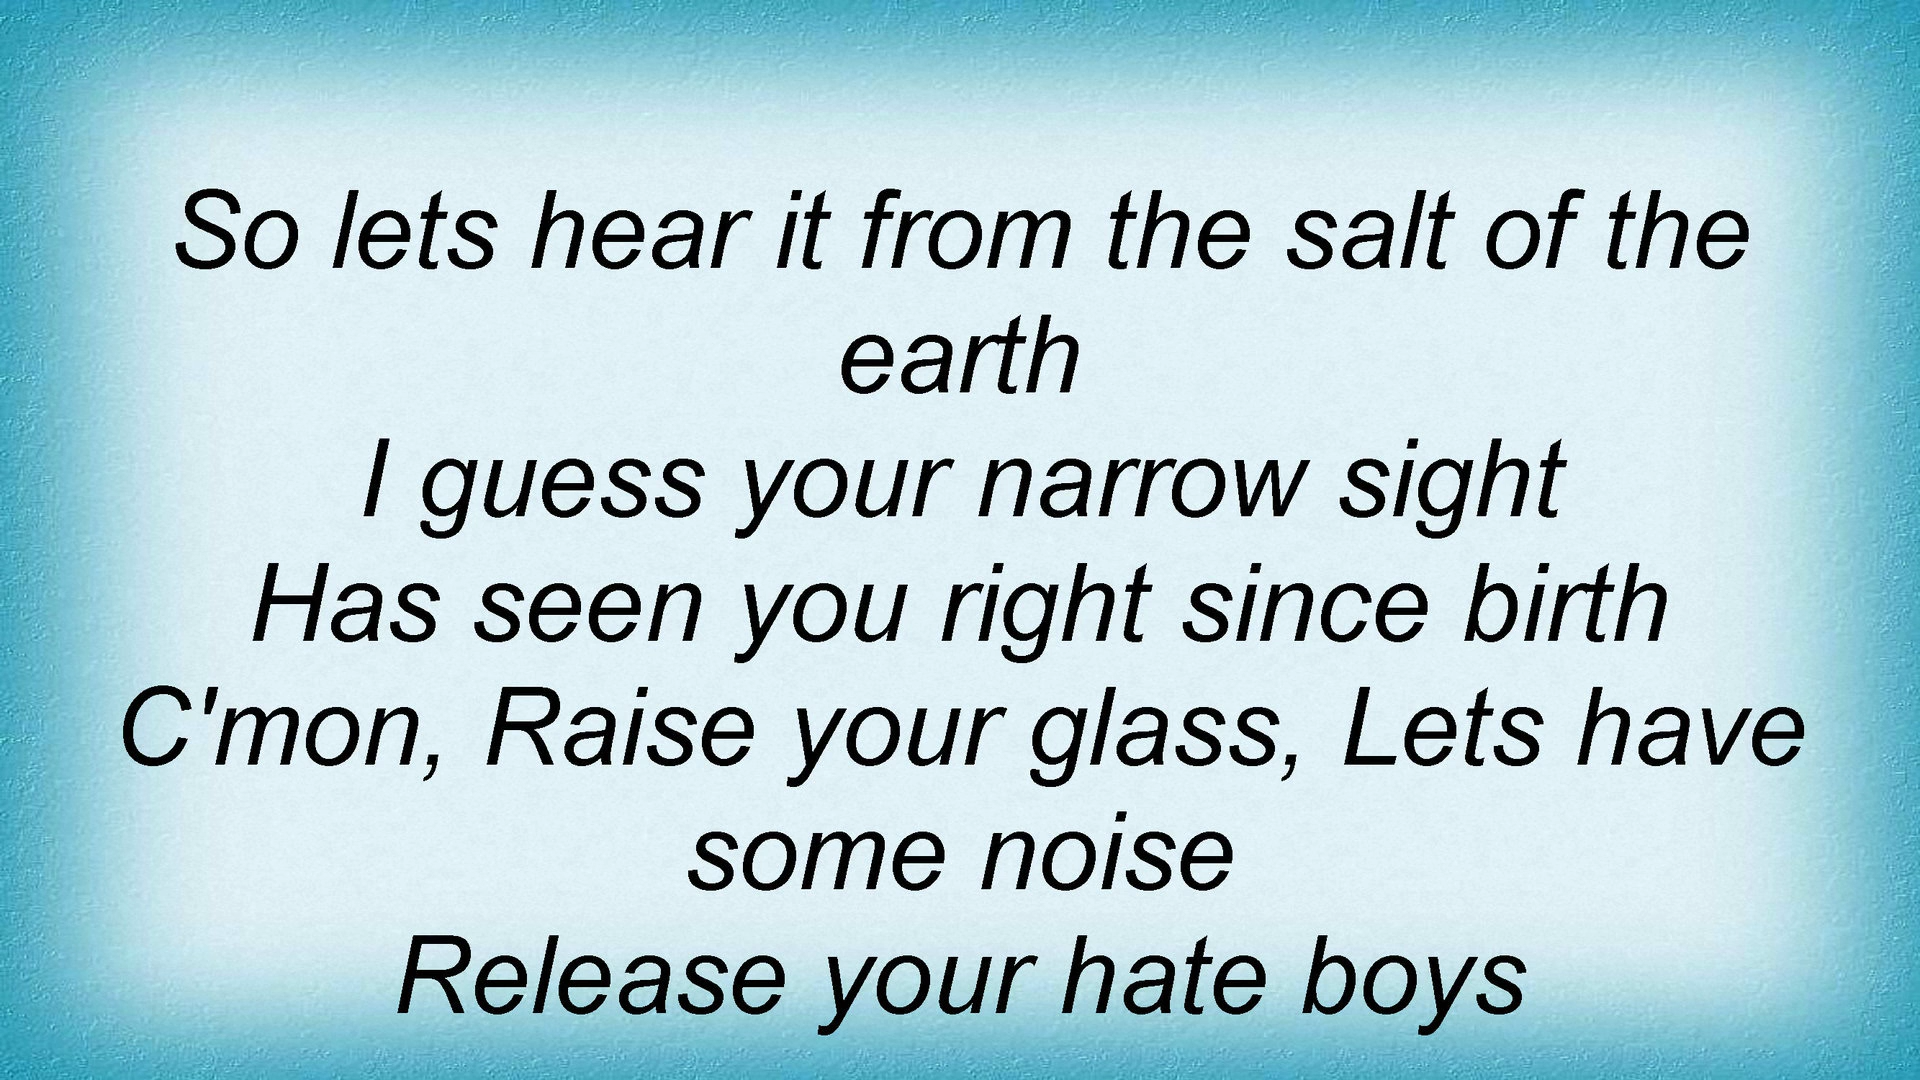 So lets hear it from the salt of the
earth
I guess your narrow sight
Has seen you right since birth
C'mon, Raise your glass, Lets have
some noise
Release your hate boys